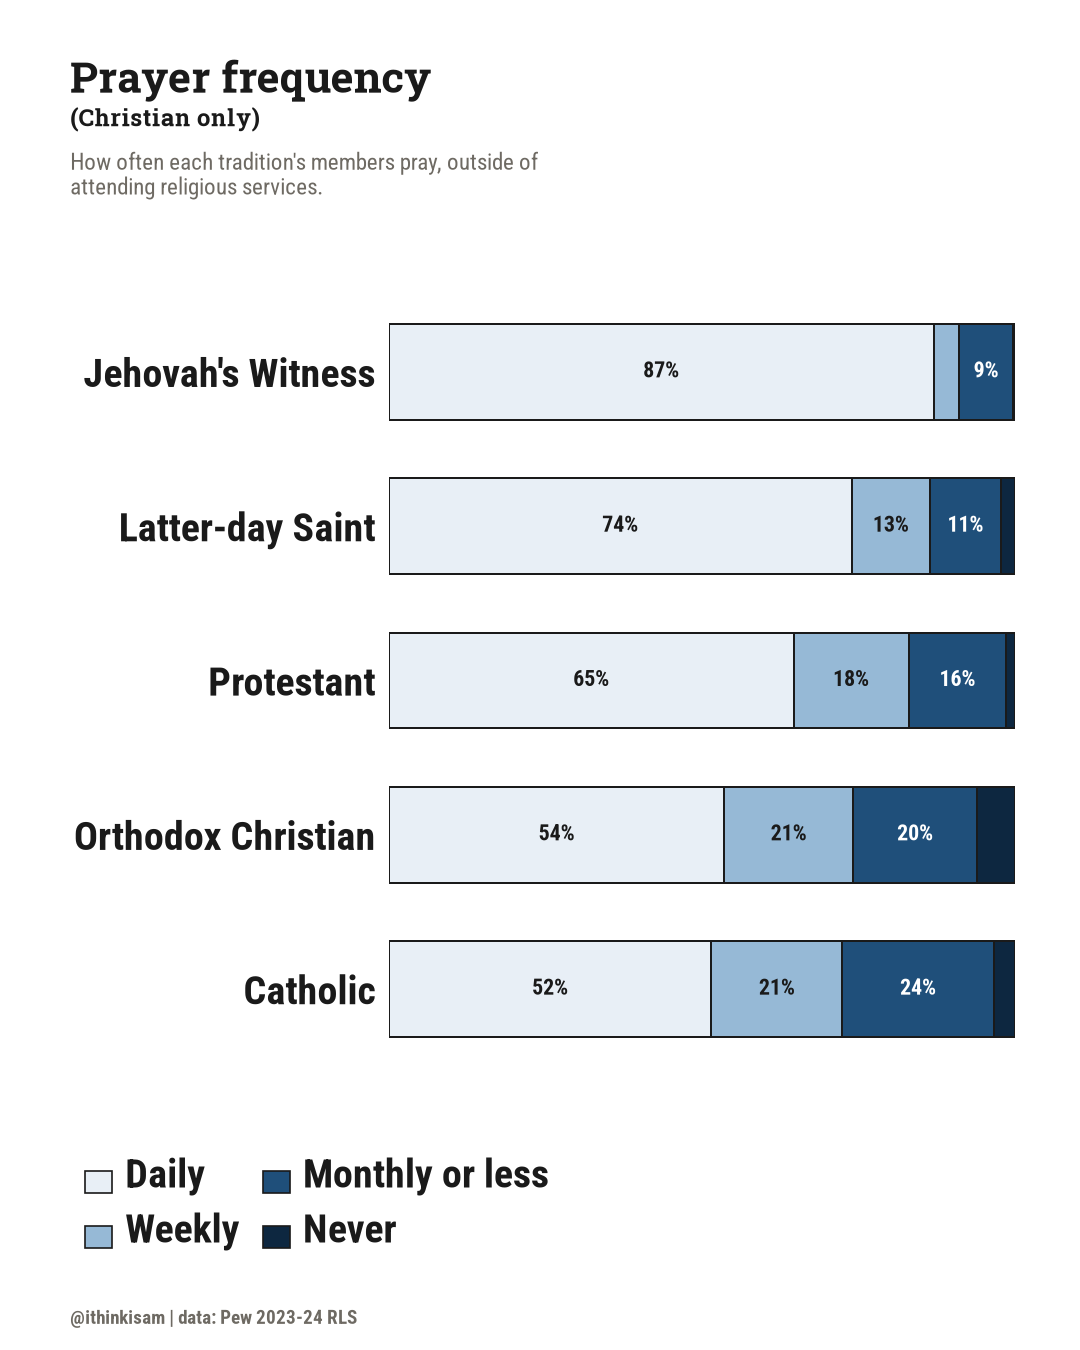 Prayer frequency
(Christian only)
How often each tradition's members pray, outside of
attending religious services.
Jehovah's Witness
87%
9%
Latter-day Saint
74%
13%
11%
Protestant
65%
18%
16%
Orthodox Christian
54%
21%
20%
Catholic
52%
21%
24%
Daily
Monthly or less
Weekly
Never
@ithinkisam | data: Pew 2023-24 RLS